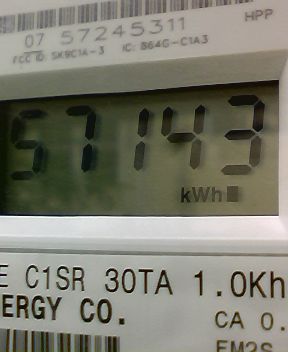 HPP
07 57245311
FCC ID: SK9C1A-3 IC: 864G-C1A3
57143
kWh
E C1SR 30TA 1.0Kh
ERGY CO.
CA 0.
FM2S